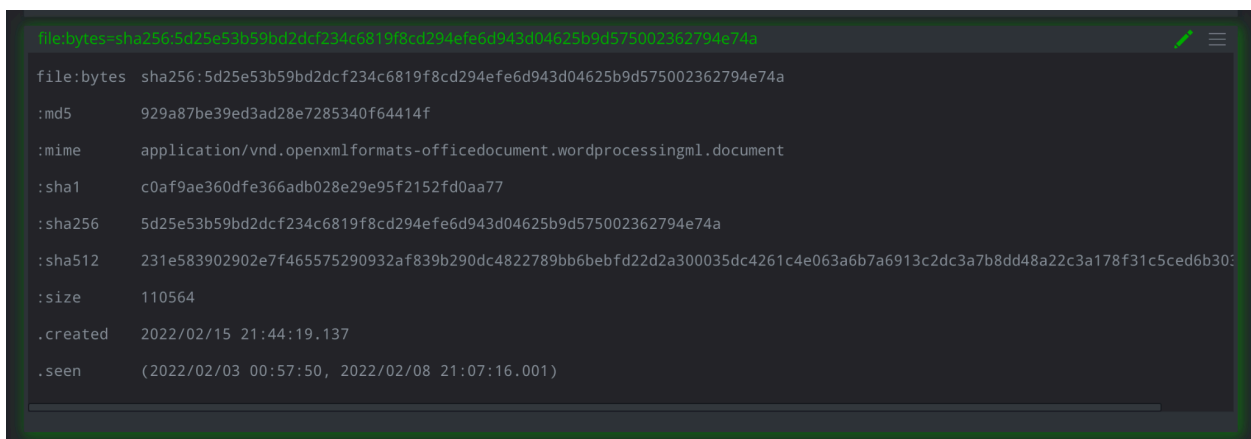 file:bytes=sha256:5d25e53b59bd2dcf234c6819f8cd294efe6d943d04625b9d575002362794e74a
file:bytes sha256:5d25e53b59bd2dcf234c6819f8cd294efe6d943d04625b9d575002362794e74a
:md5 929a87be39ed3ad28e7285340f64414f
:mime application/vnd.openxmlformats-officedocument.wordprocessingml.document
:sha1 c0af9ae360dfe366adb028e29e95f2152fd0aa77
:sha256 5d25e53b59bd2dcf234c6819f8cd294efe6d943d04625b9d575002362794e74a
:sha512 231e583902902e7f465575290932af839b290dc4822789bb6bebfd22d2a300035dc4261c4e063a6b7a6913c2dc3a7b8dd48a22c3a178f31c5ced6b303
:size 110564
.created 2022/02/15 21:44:19.137
.seen (2022/02/03 00:57:50, 2022/02/08 21:07:16.001)